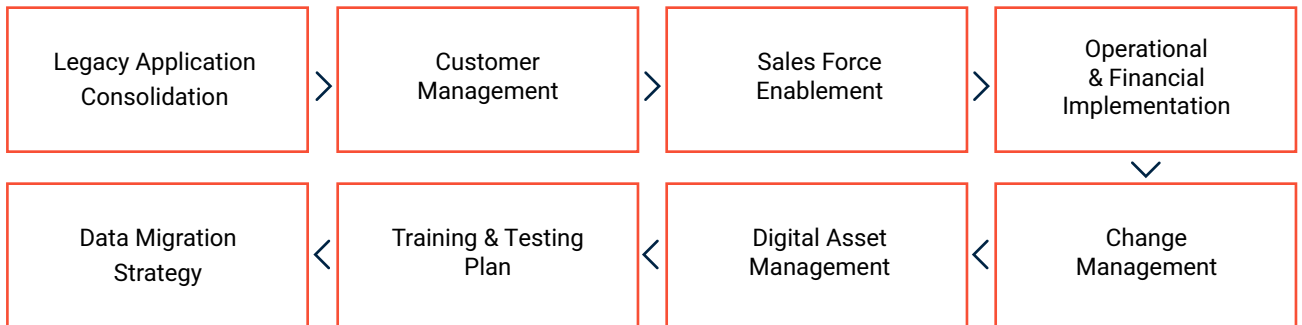 Legacy Application
Consolidation
Customer
Management
Sales Force
Enablement
Operational
& Financial
Implementation
Data Migration
Strategy
Training & Testing
Plan
Digital Asset
Management
Change
Management